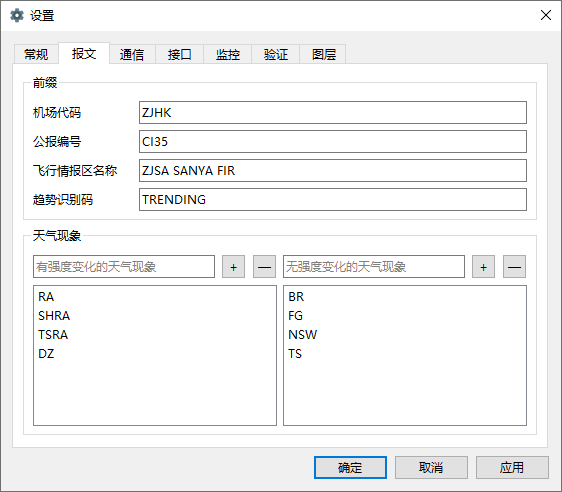 设置
常规 报文 通信 接口 监控 验证 图层
前缀
机场代码 ZJHK
公报编号 CI35
飞行情报区名称 ZJSA SANYA FIR
趋势识别码 TRENDING
天气现象
有强度变化的天气现象 + — 无强度变化的天气现象 + —
RA BR
SHRA FG
TSRA NSW
DZ TS
确定 取消 应用